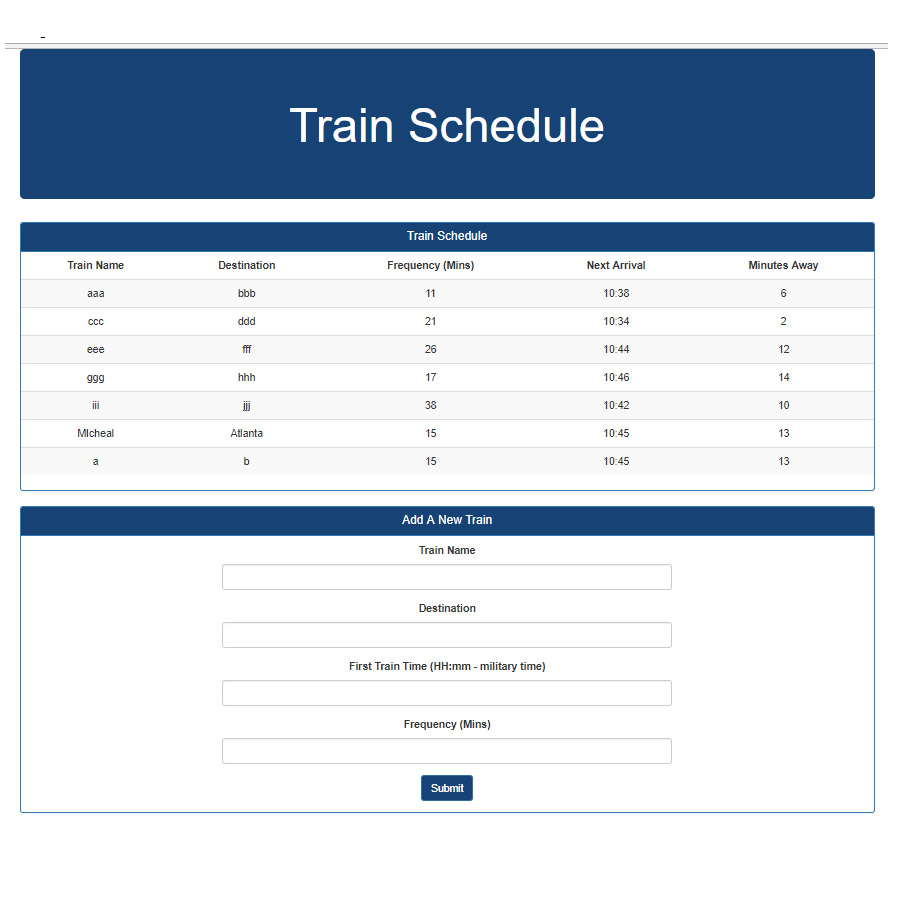 Train Schedule
Train Schedule
Train Name Destination Frequency (Mins) Next Arrival Minutes Away
aaa bbb 11 10:38 6
ccc ddd 21 10:34 2
eee fff 26 10:44 12
ggg hhh 17 10:46 14
iii jjj 38 10:42 10
MIcheal Atlanta 15 10:45 13
a b 15 10:45 13
Add A New Train
Train Name
Destination
First Train Time (HH:mm - military time)
Frequency (Mins)
Submit